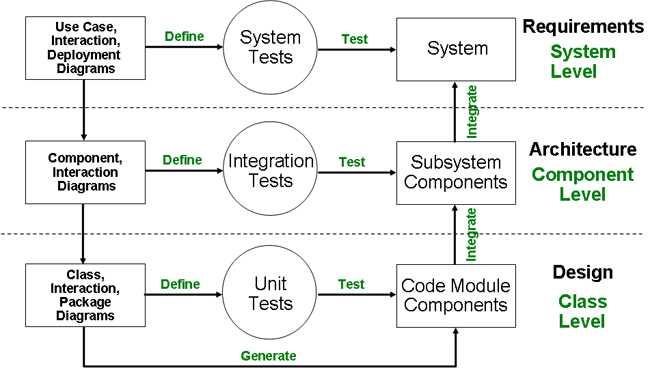 Use Case,
Interaction,
Deployment
Diagrams
Define
System
Tests
Test
System
Requirements
System
Level
Integrate
Component,
Interaction
Diagrams
Define
Integration
Tests
Test
Subsystem
Components
Architecture
Component
Level
Integrate
Class,
Interaction,
Package
Diagrams
Define
Unit
Tests
Test
Code Module
Components
Design
Class
Level
Generate